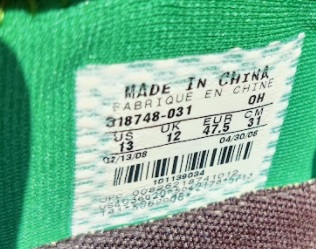 MADE IN CHINA
FABRIQUE EN CHINE
318748-031 OH
US UK EUR CM
13 12 47.5 31
02/13/08 04/30/08
101139034